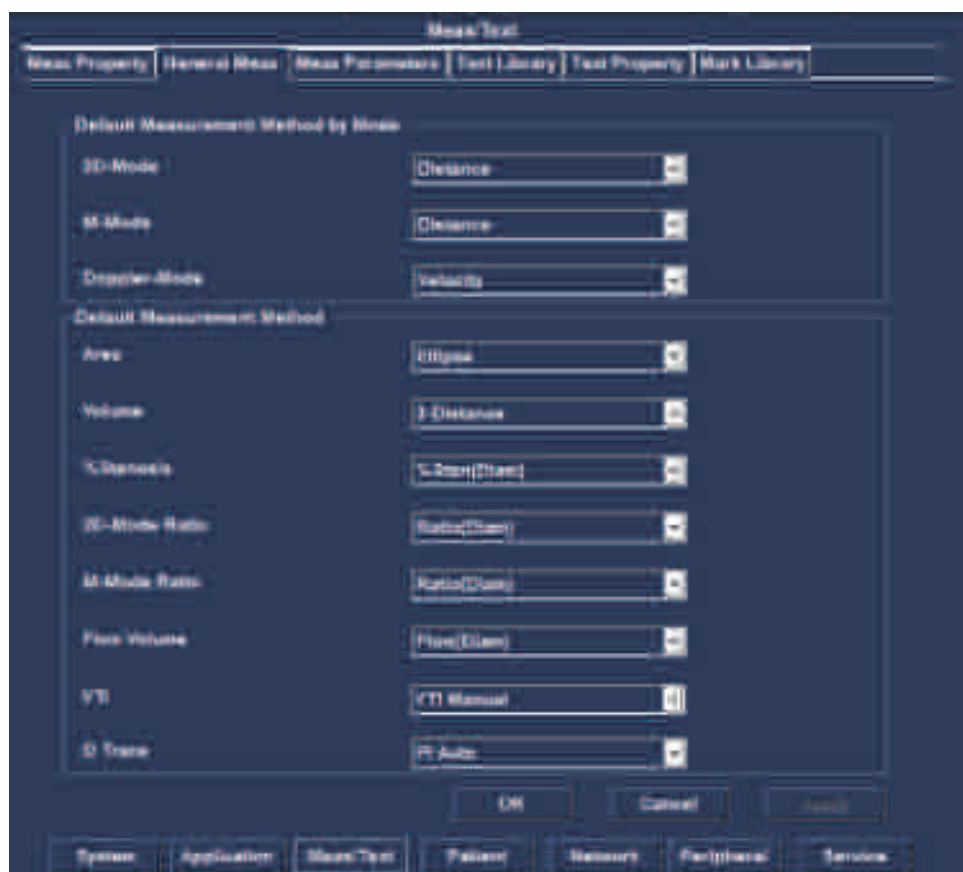 Meas/Text
Meas Property General Meas Meas Parameters Text Library Text Property Mark Library
Default Measurement Method by Mode
2D-Mode Distance
M-Mode Distance
Doppler-Mode Velocity
Default Measurement Method
Area Ellipse
Volume 3-Distance
%Stenosis %Sten(Diam)
2D-Mode Ratio Ratio(Diam)
M-Mode Ratio Ratio(Diam)
Flow Volume Flow(Diam)
VTI VTI Manual
D Trace PI Auto
OK Cancel Apply
System Application Meas/Text Patient Network Peripheral Service